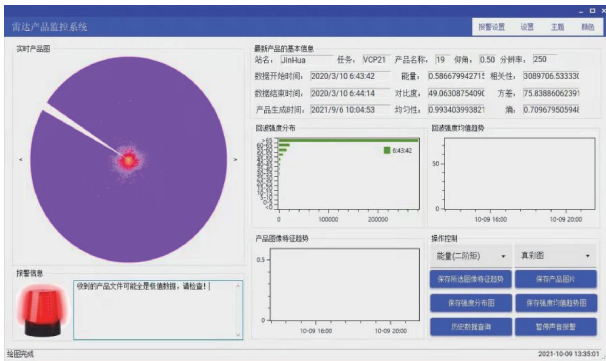 雷达产品监控系统
报警设置 设置 主题 颜色
实时产品图
最新产品的基本信息
站名: JinHua 任务: VCP21 产品名称: 19 仰角: 0.50 分辨率: 250
数据开始时间: 2020/3/10 6:43:42 能量: 0.586679942715 相关性: 3089706.533330
数据结束时间: 2020/3/10 6:44:14 对比度: 49.0630875409 方差: 75.8388606239
产品生成时间: 2021/9/6 10:04:53 均匀性: 0.993403993821 熵: 0.70967950594
回波强度分布
回波强度均值趋势
6:43:42
0 100000 200000
50
0
10-09 16:00 10-09 20:00
产品图像特征趋势
操作控制
0.5
0
10-09 16:00 10-09 20:00
能量(二阶矩) 真彩图
保存所选图像特征趋势 保存产品图片
保存强度分布图 保存强度均值趋势图
历史数据查询 暂停声音报警
报警信息
收到的产品文件可能全是极值数据，请检查!
绘图完成
2021-10-09 13:35:01